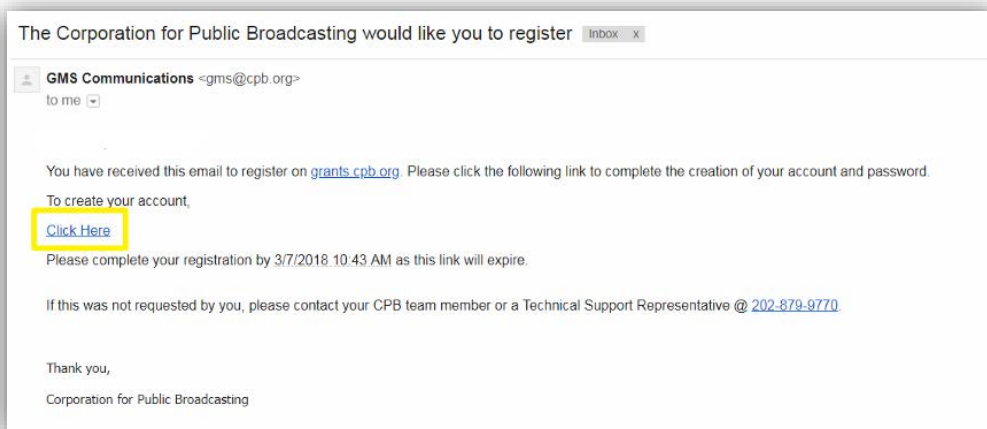 The Corporation for Public Broadcasting would like you to register Inbox x
GMS Communications <gms@cpb.org>
to me
You have received this email to register on grants.cpb.org. Please click the following link to complete the creation of your account and password.
To create your account,
Click Here
Please complete your registration by 3/7/2018 10:43 AM as this link will expire.
If this was not requested by you, please contact your CPB team member or a Technical Support Representative @ 202-879-9770.
Thank you,
Corporation for Public Broadcasting